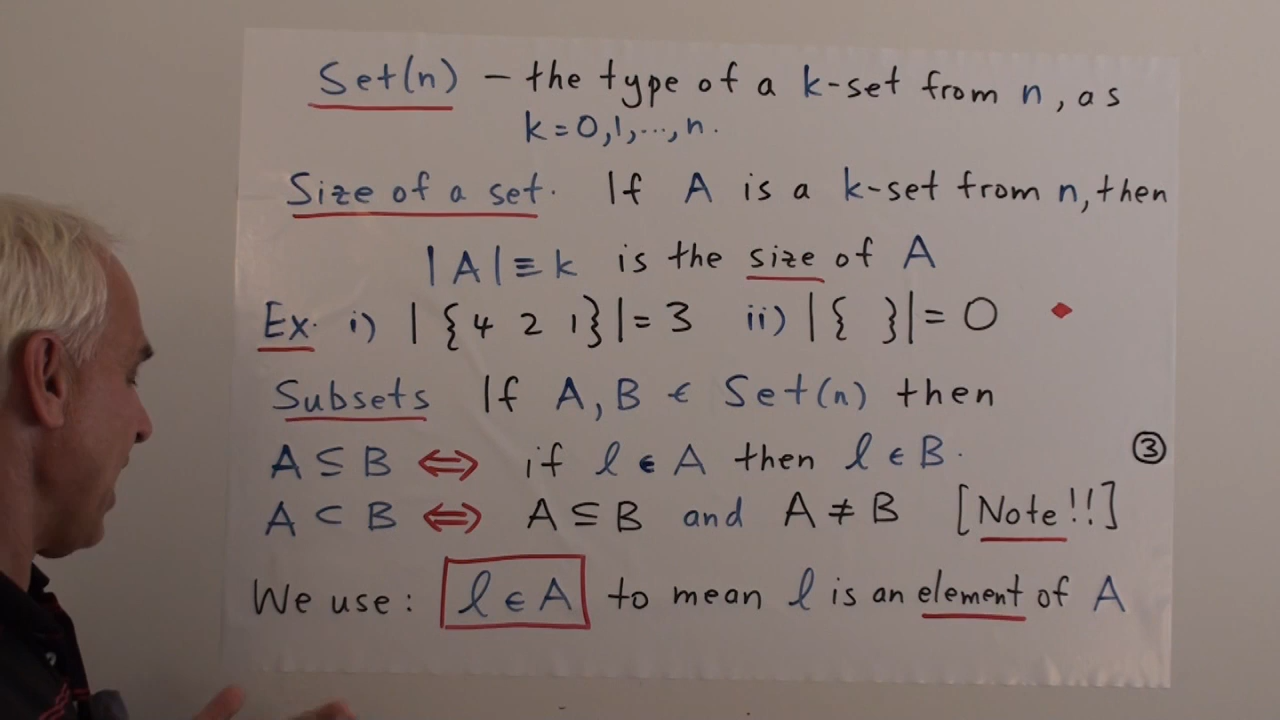 Set(n) – the type of a k-set from n, as
k = 0, 1, ..., n.
Size of a set. If A is a k-set from n, then
|A| ≡ k is the size of A
Ex. i) |{4 2 1}| = 3 ii) |{ }| = 0
Subsets If A, B ∈ Set(n) then
A ⊆ B ⇔ if l ∈ A then l ∈ B.
③
A ⊂ B ⇔ A ⊆ B and A ≠ B [Note!!]
We use: l ∈ A to mean l is an element of A